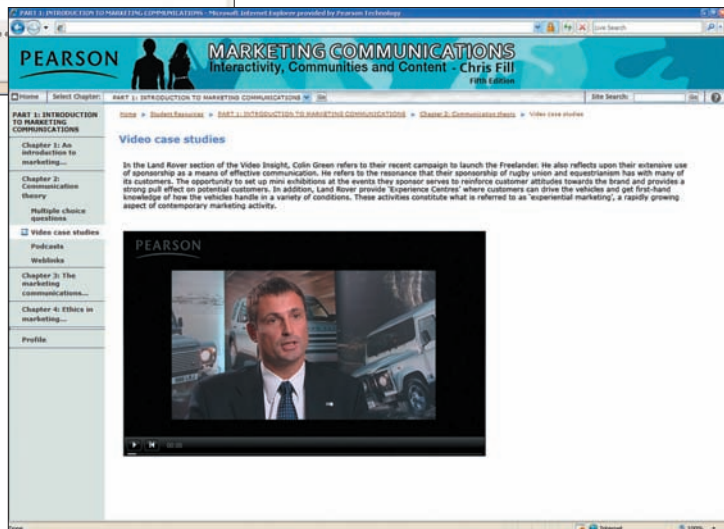 PART 1: INTRODUCTION TO MARKETING COMMUNICATIONS - Microsoft Internet Explorer provided by Pearson Technology
Live Search
PEARSON
MARKETING COMMUNICATIONS
Interactivity, Communities and Content - Chris Fill
Fifth Edition
Home
Select Chapter:
PART 1: INTRODUCTION TO MARKETING COMMUNICATIONS
Go
Site Search:
Go
PART 1: INTRODUCTION
TO MARKETING
COMMUNICATIONS
Chapter 1: An
introduction to
marketing...
Chapter 2:
Communication
theory
Multiple choice
questions
Video case studies
Podcasts
Weblinks
Chapter 3: The
marketing
communications...
Chapter 4: Ethics in
marketing...
Profile
Home > Student Resources > PART 1: INTRODUCTION TO MARKETING COMMUNICATIONS > Chapter 2: Communication theory > Video case studies
Video case studies
In the Land Rover section of the Video Insight, Colin Green refers to their recent campaign to launch the Freelander. He also reflects upon their extensive use
of sponsorship as a means of effective communication. He refers to the resonance that their sponsorship of rugby union and equestrianism has with many of
its customers. The opportunity to set up mini exhibitions at the events they sponsor serves to reinforce customer attitudes towards the brand and provides a
strong pull effect on potential customers. In addition, Land Rover provide 'Experience Centres' where customers can drive the vehicles and get first-hand
knowledge of how the vehicles handle in a variety of conditions. These activities constitute what is referred to as 'experiential marketing', a rapidly growing
aspect of contemporary marketing activity.
PEARSON
Done
Internet
100%